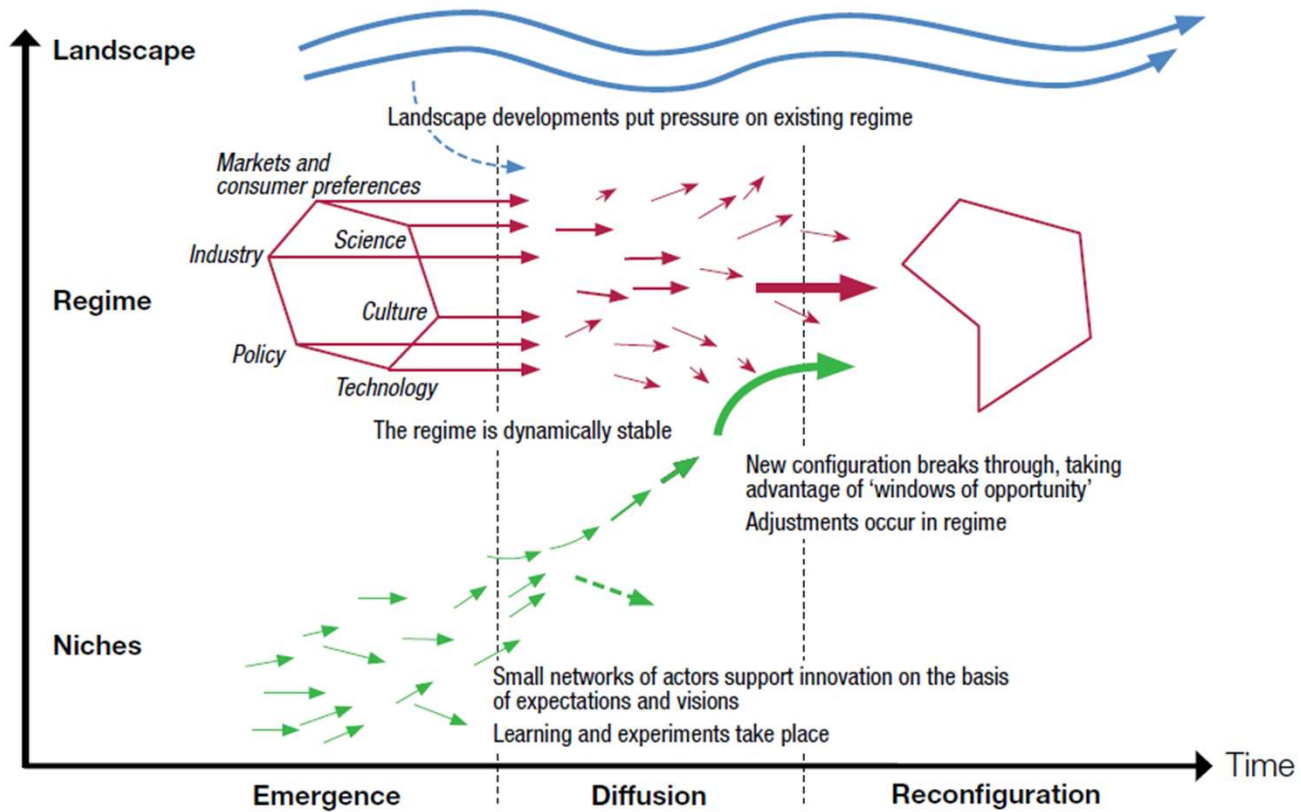 Landscape
Landscape developments put pressure on existing regime
Markets and
consumer preferences
Science
Industry
Regime
Culture
Policy
Technology
The regime is dynamically stable
New configuration breaks through, taking
advantage of ‘windows of opportunity’
Adjustments occur in regime
Niches
Small networks of actors support innovation on the basis
of expectations and visions
Learning and experiments take place
Time
Emergence
Diffusion
Reconfiguration